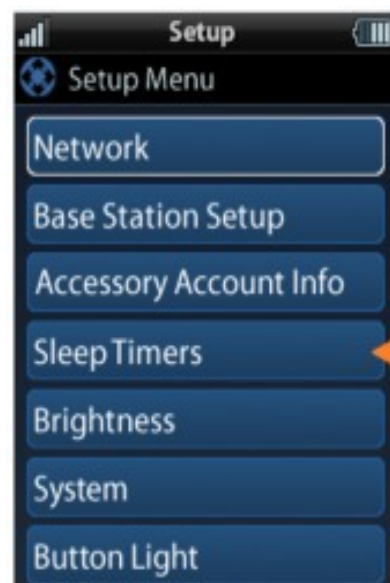 Setup
Setup Menu
Network
Base Station Setup
Accessory Account Info
Sleep Timers
Brightness
System
Button Light